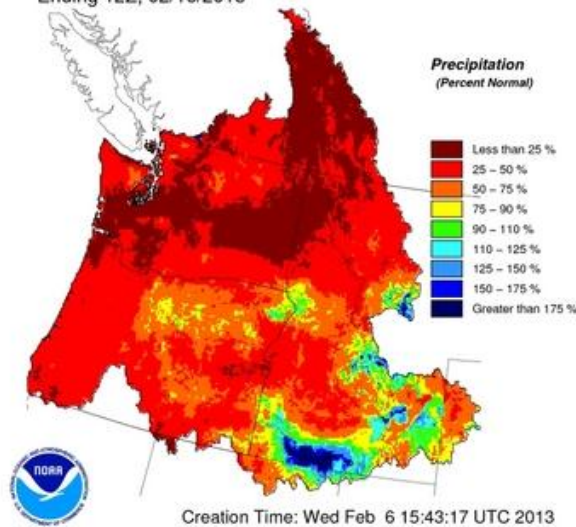 Precipitation
(Percent Normal)
Less than 25 %
25 – 50 %
50 – 75 %
75 – 90 %
90 – 110 %
110 – 125 %
125 – 150 %
150 – 175 %
Greater than 175 %
NOAA
Creation Time: Wed Feb 6 15:43:17 UTC 2013